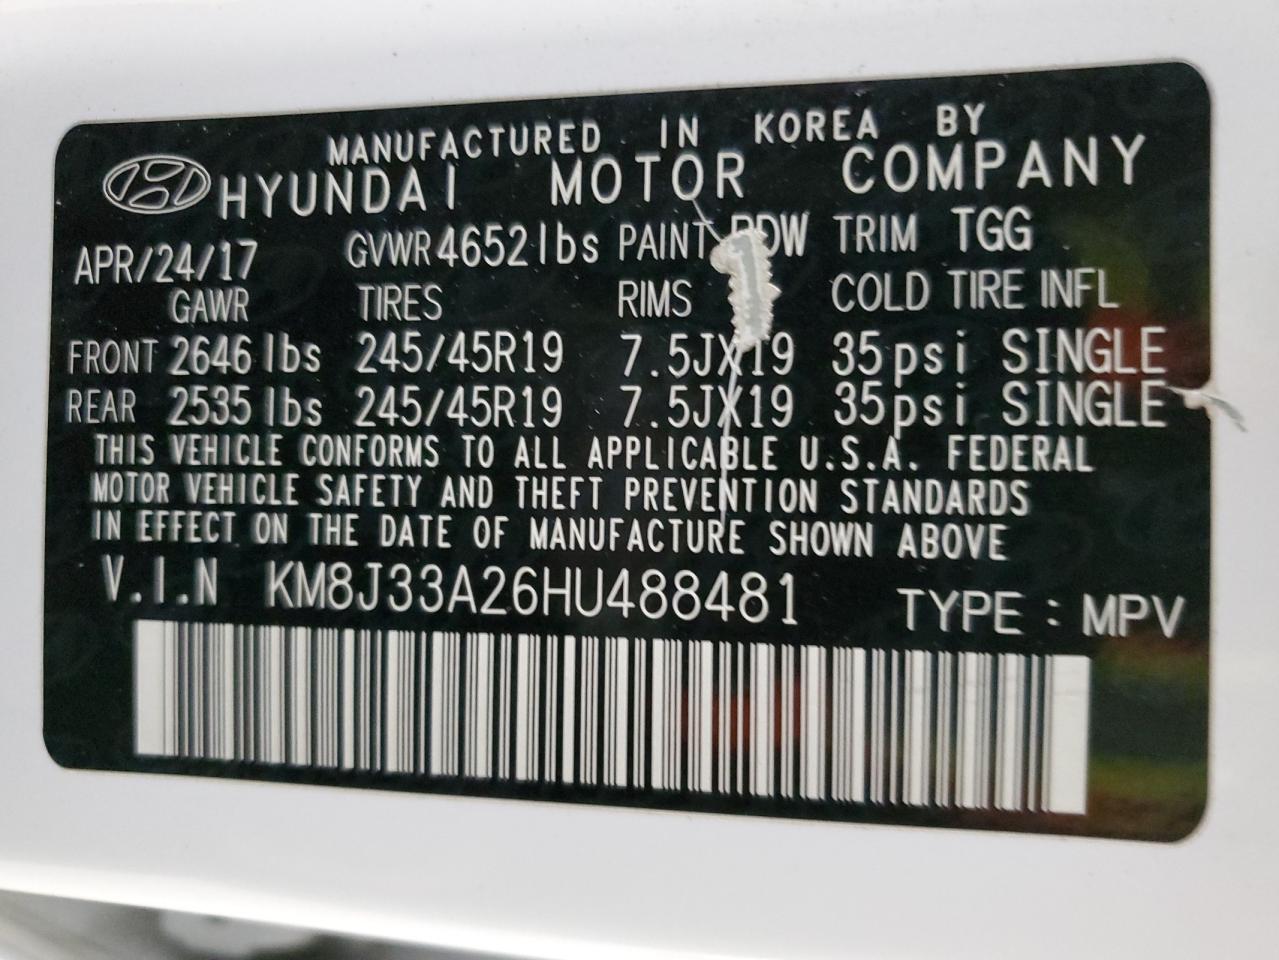 MANUFACTURED IN KOREA BY
HYUNDAI MOTOR COMPANY
APR/24/17 GVWR 4652 lbs PAINT TRIM TGG
GAWR TIRES RIMS COLD TIRE INFL
FRONT 2646 lbs 245/45R19 7.5JX19 35psi SINGLE
REAR 2535 lbs 245/45R19 7.5JX19 35psi SINGLE
THIS VEHICLE CONFORMS TO ALL APPLICABLE U.S.A. FEDERAL
MOTOR VEHICLE SAFETY AND THEFT PREVENTION STANDARDS
IN EFFECT ON THE DATE OF MANUFACTURE SHOWN ABOVE
V.I.N KM8J33A26HU488481 TYPE : MPV